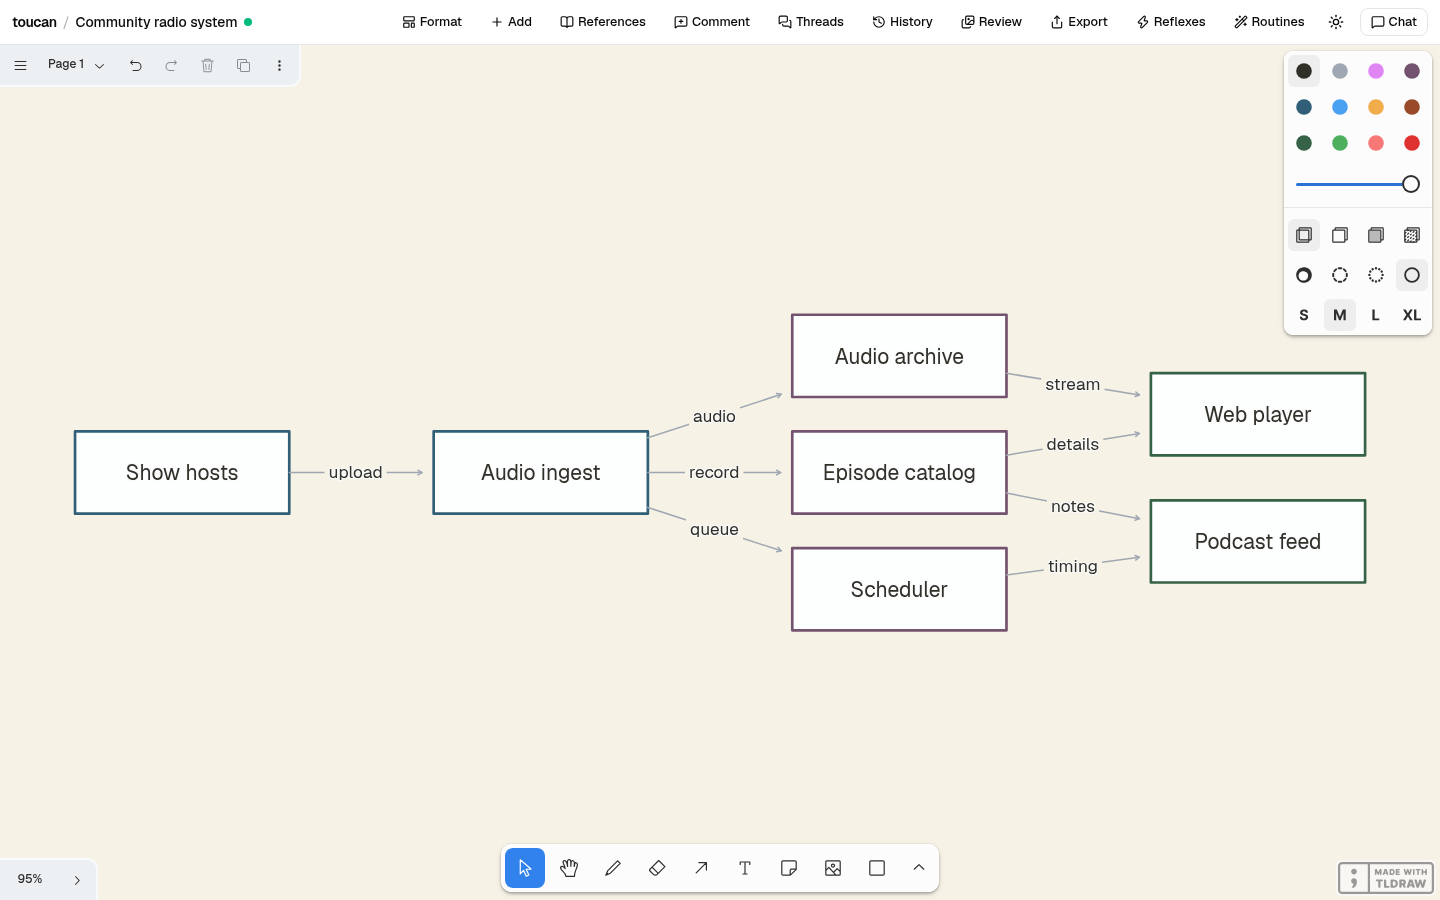 toucan / Community radio system
Format
Add
References
Comment
Threads
History
Review
Export
Reflexes
Routines
Chat
Page 1
S M L XL
Audio archive
stream
Web player
audio
details
Show hosts
upload
Audio ingest
record
Episode catalog
notes
queue
Podcast feed
timing
Scheduler
95%
T
MADE WITH
TLDRAW